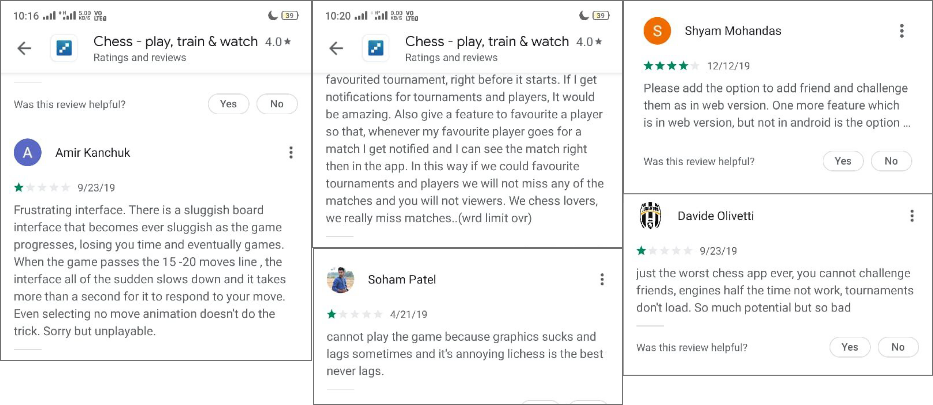 10:16
5.03 KB/S VO LTE
39
Chess - play, train & watch 4.0★
Ratings and reviews
Was this review helpful? Yes No
A Amir Kanchuk
9/23/19
Frustrating interface. There is a sluggish board
interface that becomes ever sluggish as the game
progresses, losing you time and eventually games.
When the game passes the 15 -20 moves line , the
interface all of the sudden slows down and it takes
more than a second for it to respond to your move.
Even selecting no move animation doesn't do the
trick. Sorry but unplayable.
10:20
KB/S
39
Chess - play, train & watch 4.0★
Ratings and reviews
favourited tournament, right before it starts. If I get
notifications for tournaments and players, It would
be amazing. Also give a feature to favourite a player
so that, whenever my favourite player goes for a
match I get notified and I can see the match right
then in the app. In this way if we could favourite
tournaments and players we will not miss any of the
matches and you will not viewers. We chess lovers,
we really miss matches..(wrd limit ovr)
Soham Patel
4/21/19
cannot play the game because graphics sucks and
lags sometimes and it's annoying lichess is the best
never lags.
S Shyam Mohandas
12/12/19
Please add the option to add friend and challenge
them as in web version. One more feature which
is in web version, but not in android is the option ...
Was this review helpful? Yes No
Davide Olivetti
9/23/19
just the worst chess app ever, you cannot challenge
friends, engines half the time not work, tournaments
don't load. So much potential but so bad
Was this review helpful? Yes No